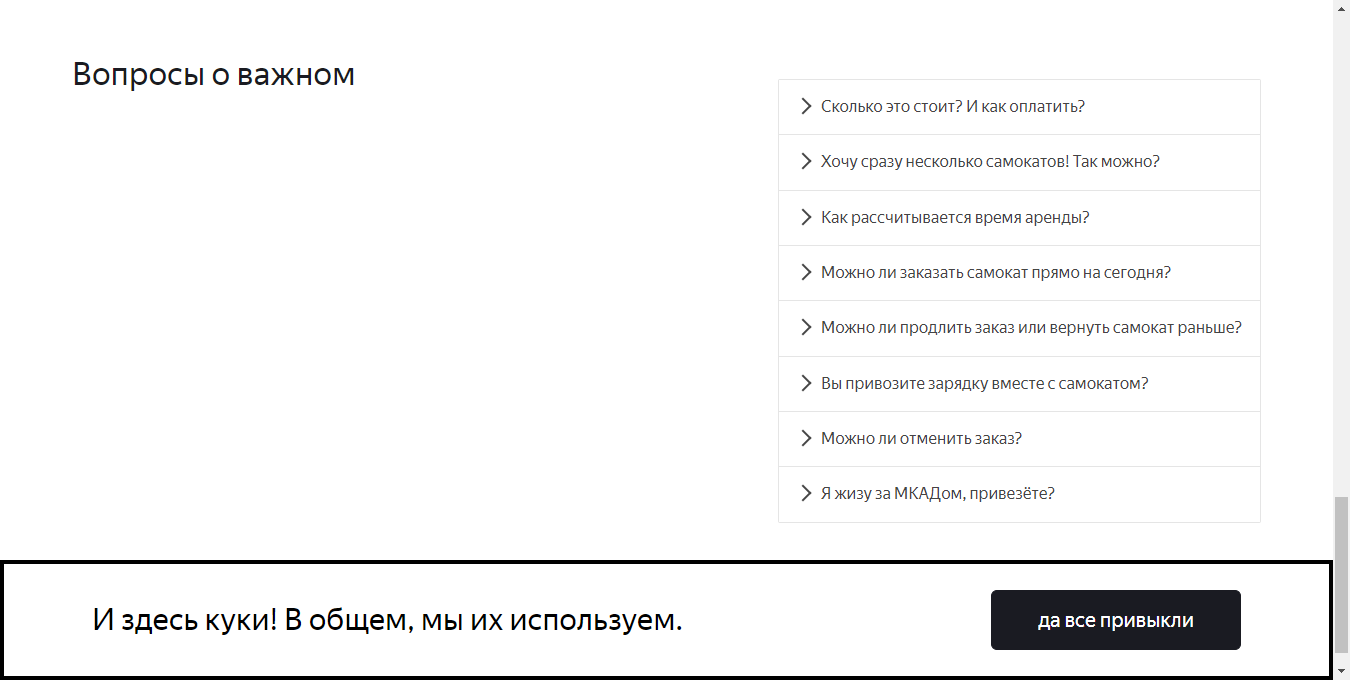 Вопросы о важном
Сколько это стоит? И как оплатить?
Хочу сразу несколько самокатов! Так можно?
Как рассчитывается время аренды?
Можно ли заказать самокат прямо на сегодня?
Можно ли продлить заказ или вернуть самокат раньше?
Вы привозите зарядку вместе с самокатом?
Можно ли отменить заказ?
Я жизу за МКАДом, привезёте?
И здесь куки! В общем, мы их используем.
да все привыкли